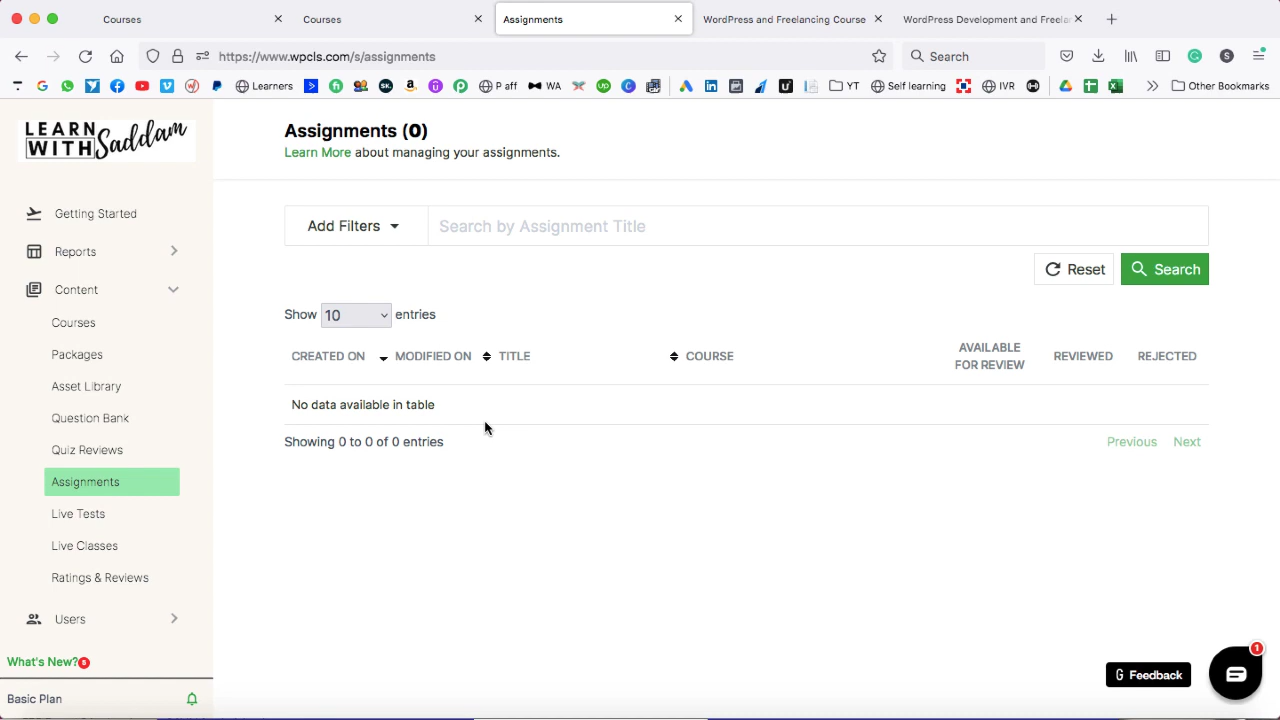 Courses
Courses
Assignments
WordPress and Freelancing Course
WordPress Development and Freelan
https://www.wpcls.com/s/assignments
Search
Learners
P aff
WA
YT
Self learning
IVR
Other Bookmarks
LEARN WITH Saddam
Getting Started
Reports
Content
Courses
Packages
Asset Library
Question Bank
Quiz Reviews
Assignments
Live Tests
Live Classes
Ratings & Reviews
Users
What's New? 8
Basic Plan
Assignments (0)
Learn More about managing your assignments.
Add Filters
Search by Assignment Title
Reset
Search
Show 10 entries
CREATED ON MODIFIED ON TITLE COURSE AVAILABLE FOR REVIEW REVIEWED REJECTED
No data available in table
Showing 0 to 0 of 0 entries
Previous Next
Feedback
1